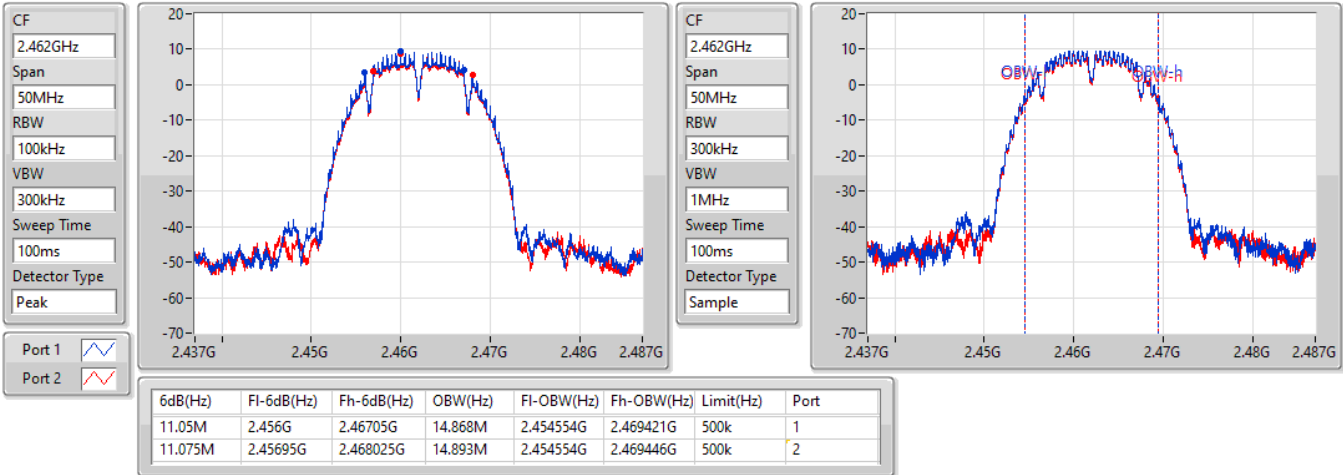 CF
2.462GHz
Span
50MHz
RBW
100kHz
VBW
300kHz
Sweep Time
100ms
Detector Type
Peak
Port 1
Port 2
20
10
0
-10
-20
-30
-40
-50
-60
-70
2.437G 2.45G 2.46G 2.47G 2.48G 2.487G
CF
2.462GHz
Span
50MHz
RBW
300kHz
VBW
1MHz
Sweep Time
100ms
Detector Type
Sample
20
10
0
-10
-20
-30
-40
-50
-60
-70
OBW-h
2.437G 2.45G 2.46G 2.47G 2.48G 2.487G
6dB(Hz) Fl-6dB(Hz) Fh-6dB(Hz) OBW(Hz) Fl-OBW(Hz) Fh-OBW(Hz) Limit(Hz) Port
11.05M 2.456G 2.46705G 14.868M 2.454554G 2.469421G 500k 1
11.075M 2.45695G 2.468025G 14.893M 2.454554G 2.469446G 500k 2